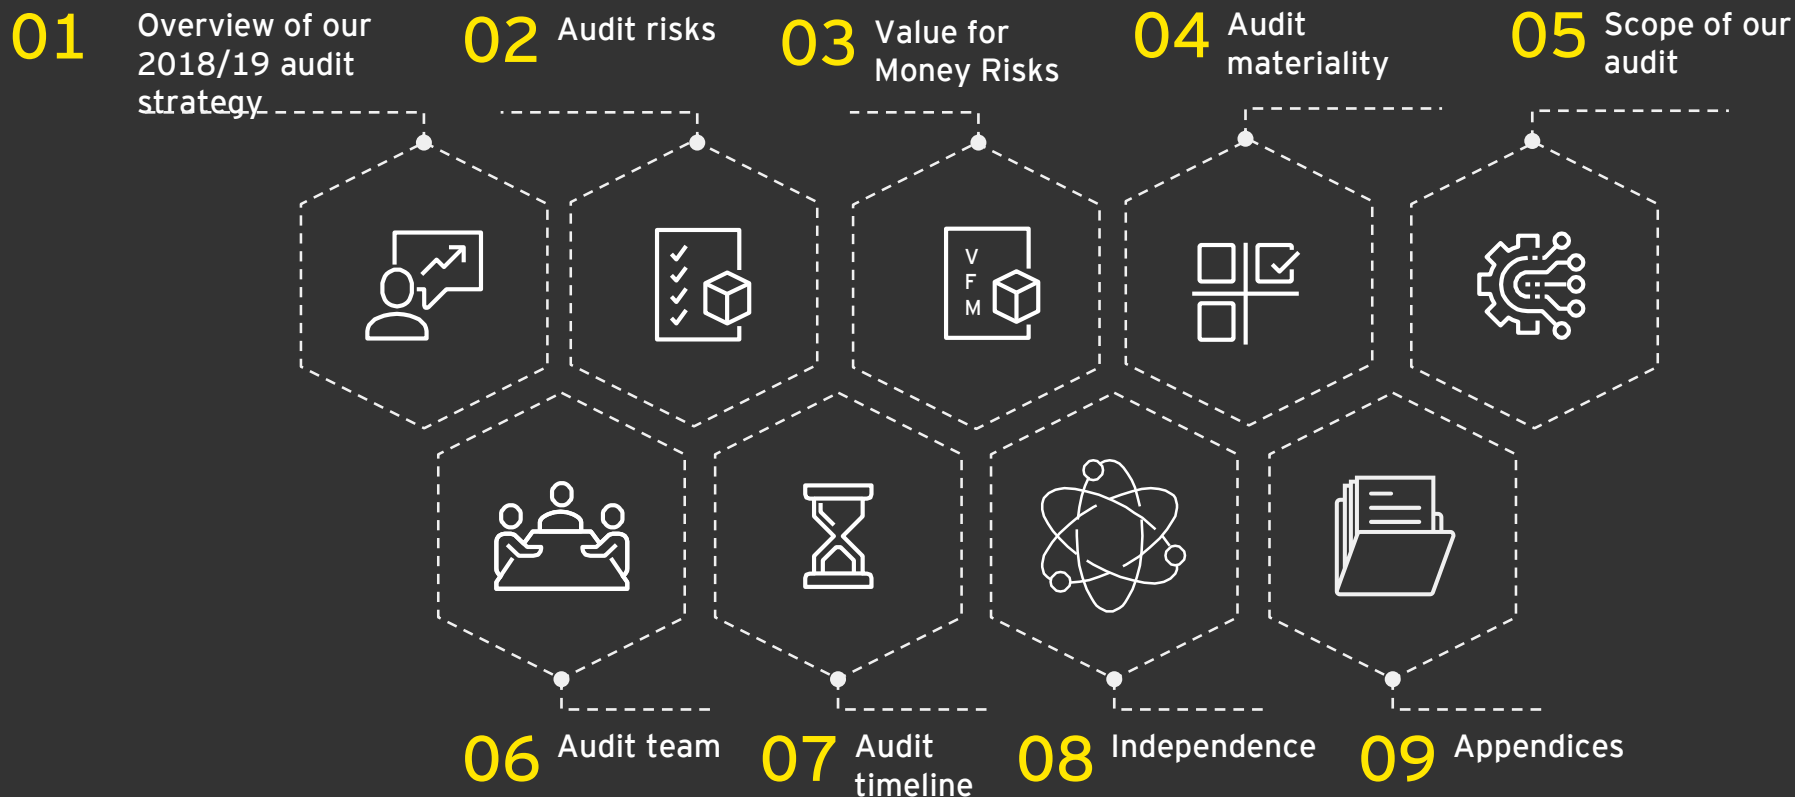 01
Overview of our
2018/19 audit
strategy
02
Audit risks
03
Value for
Money Risks
04
Audit
materiality
05
Scope of our
audit
V
F
M
06
Audit team
07
Audit
timeline
08
Independence
09
Appendices